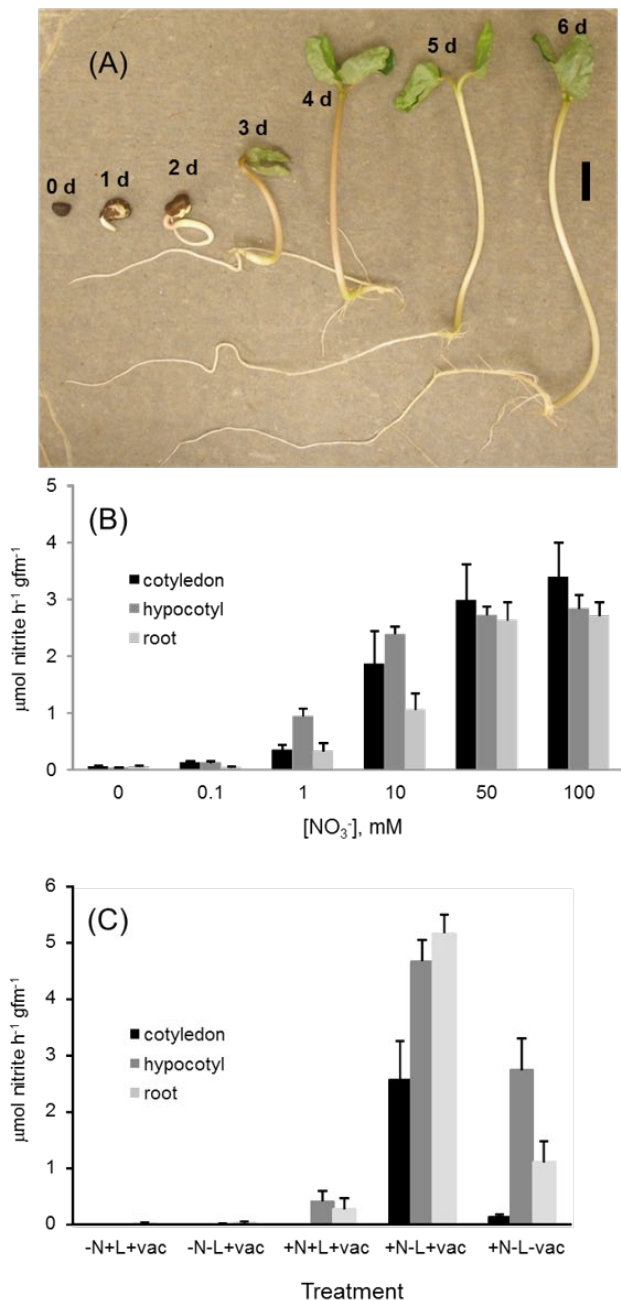 (A)
0 d
1 d
2 d
3 d
4 d
5 d
6 d
(B)
µmol nitrite h⁻¹ gfm⁻¹
5
4
3
2
1
0
cotyledon
hypocotyl
root
0 0.1 1 10 50 100
[NO₃⁻], mM
(C)
µmol nitrite h⁻¹ gfm⁻¹
6
5
4
3
2
1
0
cotyledon
hypocotyl
root
-N+L+vac -N-L+vac +N+L+vac +N-L+vac +N-L-vac
Treatment